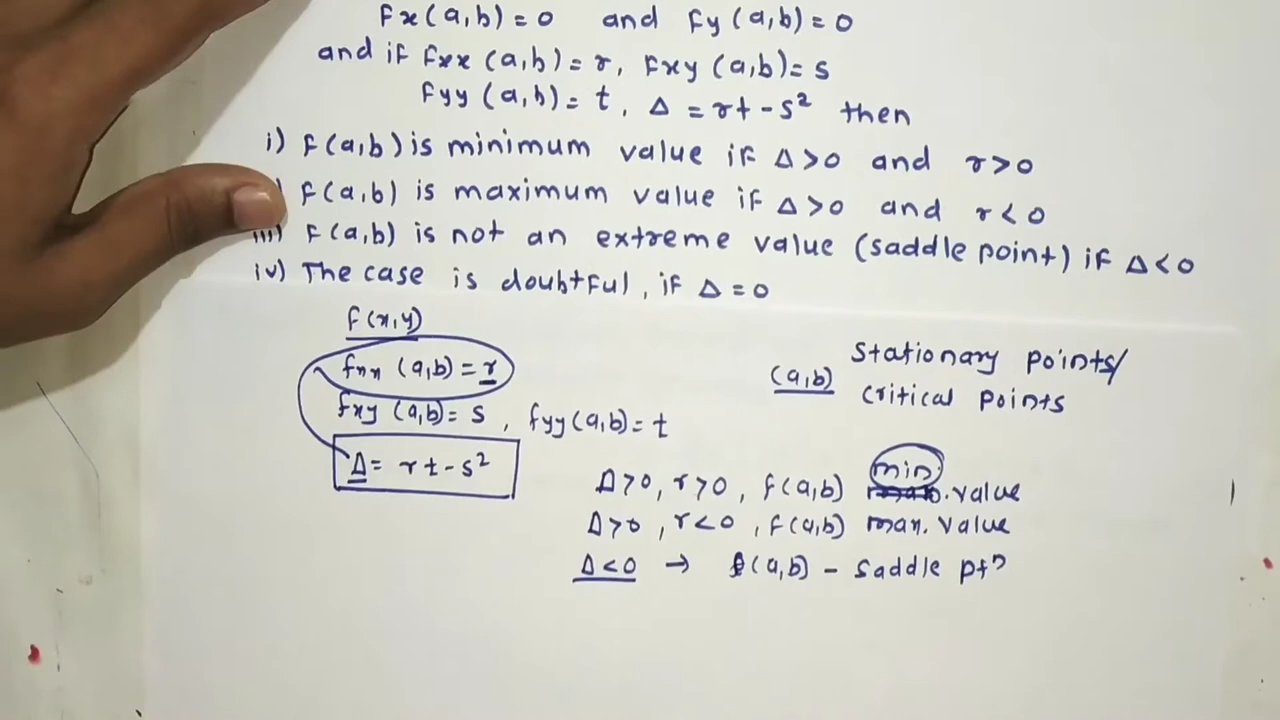 fx(a,b)=0 and fy(a,b)=0
and if fxx(a,b)=r, fxy(a,b)=s
fyy(a,b)=t, Δ=rt-s² then
i) f(a,b) is minimum value if Δ>0 and r>0
f(a,b) is maximum value if Δ>0 and r<0
iii) f(a,b) is not an extreme value (saddle point) if Δ<0
iv) The case is doubtful, if Δ=0
f(x,y)
fxx (a,b)=r
fxy (a,b)=s, fyy(a,b)=t
Δ= rt-s²
(a,b) Stationary points/
critical points
Δ>0, r>0, f(a,b) min. value
Δ>0, r<0, f(a,b) max. value
Δ<0 → f(a,b) - saddle pt